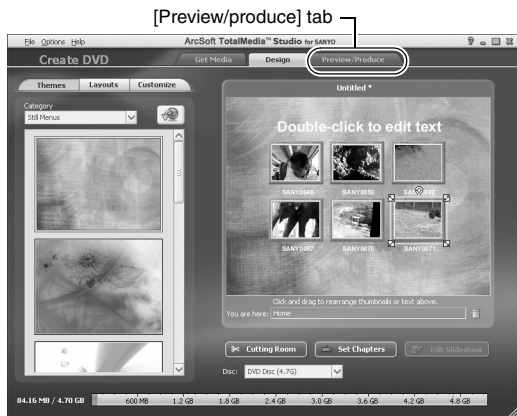 [Preview/produce] tab
File Options Help
ArcSoft TotalMedia™ Studio for SANYO
Create DVD
Get Media
Design
Preview/Produce
Themes
Layouts
Customize
Category
Still Menus
Untitled *
Double-click to edit text
SANY0048
SANY0059
SANY0062
SANY0067
SANY0070
SANY0071
Click and drag to rearrange thumbnails or text above.
You are here: Home
Cutting Room
Set Chapters
Edit Slideshow
Disc: DVD Disc (4.7G)
84.16 MB / 4.70 GB
600 MB 1.2 GB 1.8 GB 2.4 GB 3.0 GB 3.6 GB 4.2 GB 4.8 GB